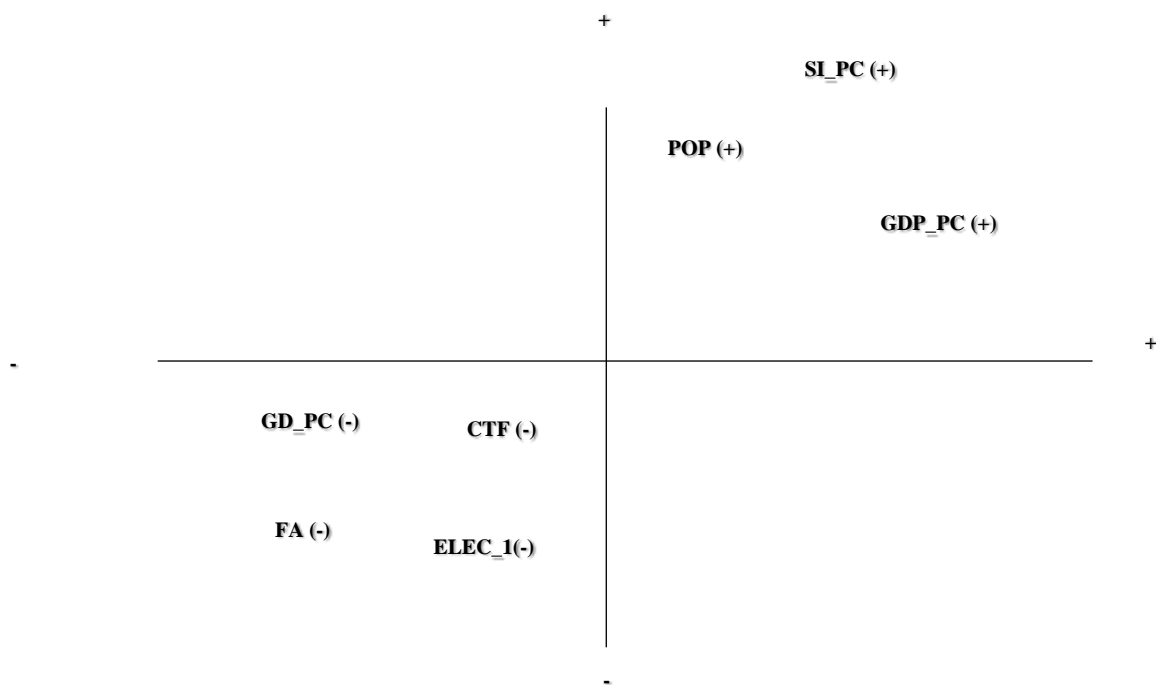 +
SI_PC (+)
POP (+)
GDP_PC (+)
+
-
GD_PC (-)
CTF (-)
FA (-)
ELEC_1(-)
-